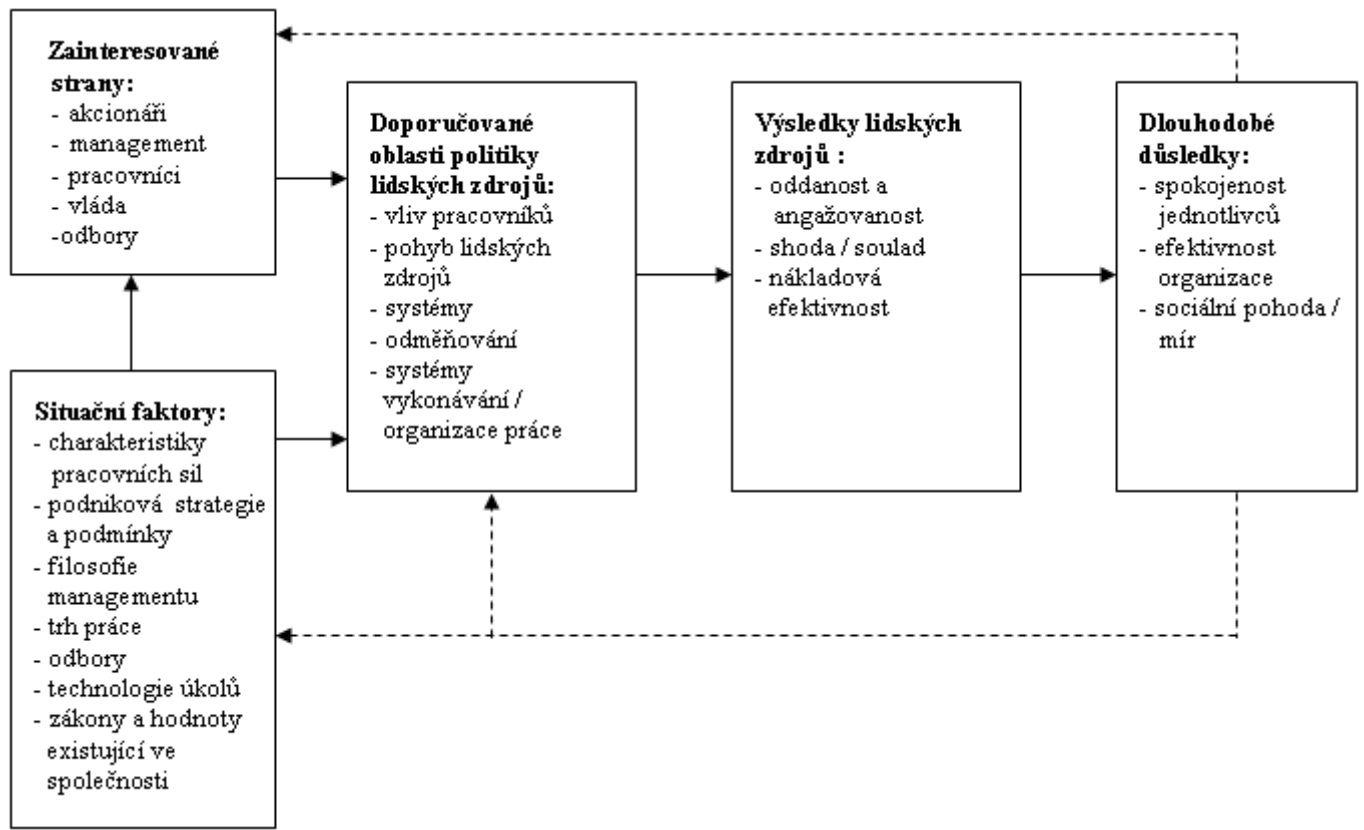 Zainteresované
strany:
- akcionáři
- management
- pracovníci
- vláda
-odbory
Situační faktory:
- charakteristiky
pracovních sil
- podniková strategie
a podmínky
- filosofie
managementu
- trh práce
- odbory
- technologie úkolů
- zákony a hodnoty
existující ve
společnosti
Doporučované
oblasti politiky
lidských zdrojů:
- vliv pracovníků
- pohyb lidských
zdrojů
- systémy
- odměňování
- systémy
vykonávání /
organizace práce
Výsledky lidských
zdrojů :
- oddanost a
angažovanost
- shoda / soulad
- nákladová
efektivnost
Dlouhodobé
důsledky:
- spokojenost
jednotlivců
- efektivnost
organizace
- sociální pohoda /
mír